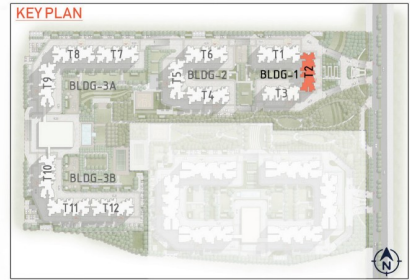 KEY PLAN
T8 T7 T6 T1
T9 T5 BLDG-2 BLDG-1 T2
BLDG-3A T4 T3
T10 BLDG-3B
T11 T12
N